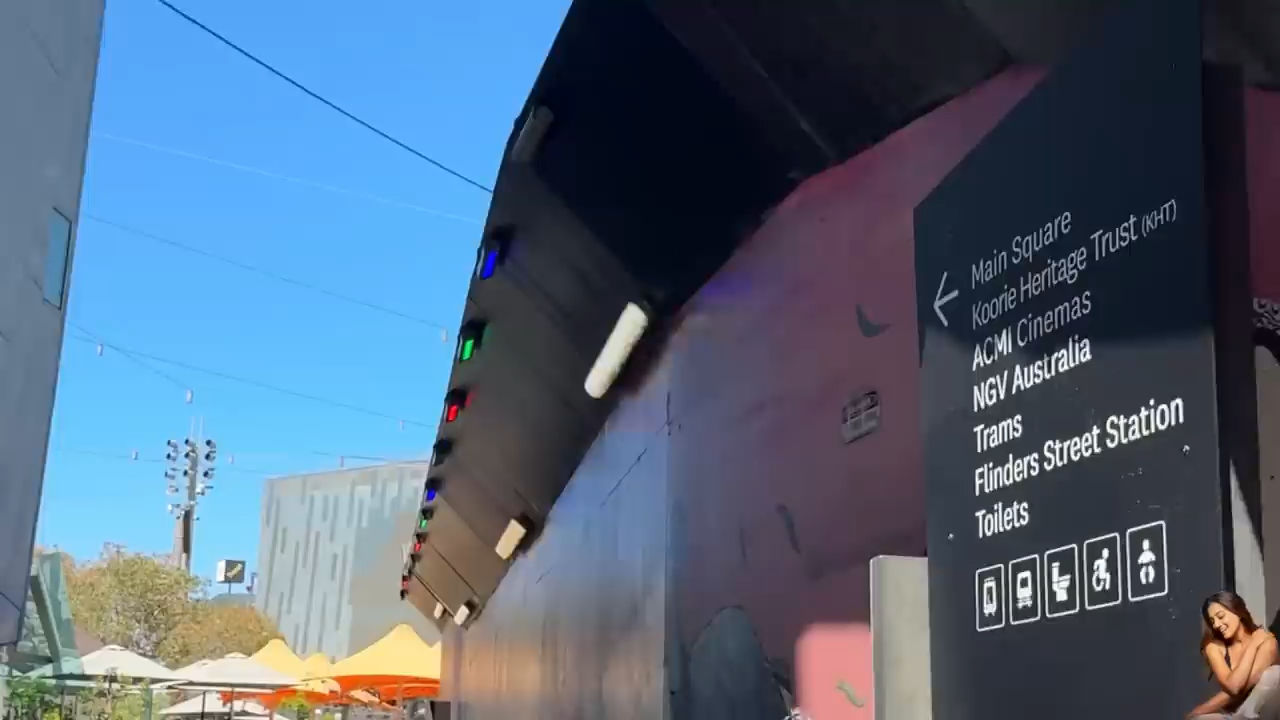 Main Square
Koorie Heritage Trust (KHT)
ACMI Cinemas
NGV Australia
Trams
Flinders Street Station
Toilets